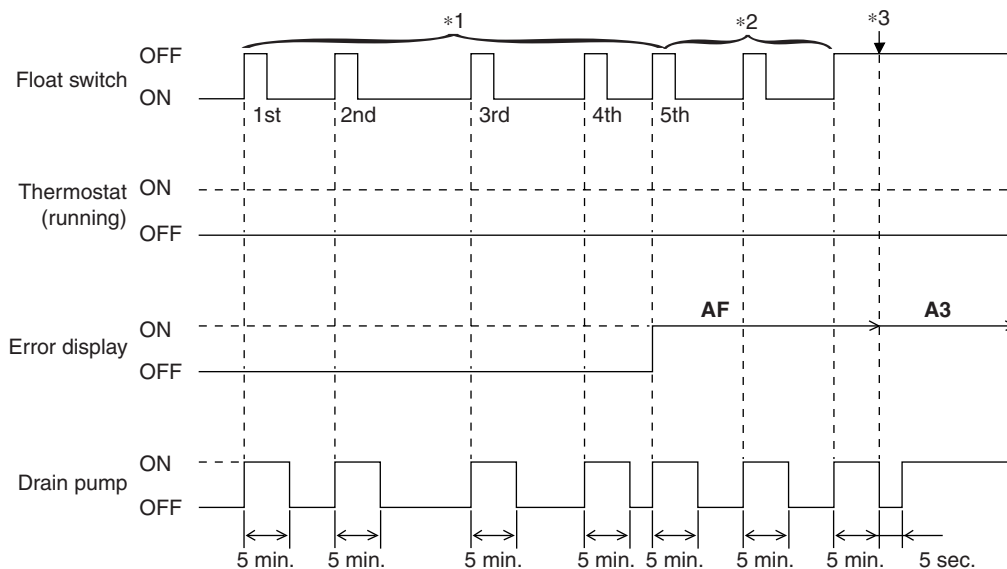 *1 *2 *3
Float switch
OFF
ON
1st 2nd 3rd 4th 5th
Thermostat
(running)
ON
OFF
Error display
ON
OFF
AF A3
Drain pump
ON
OFF
5 min. 5 min. 5 min. 5 min. 5 min. 5 min. 5 min. 5 sec.